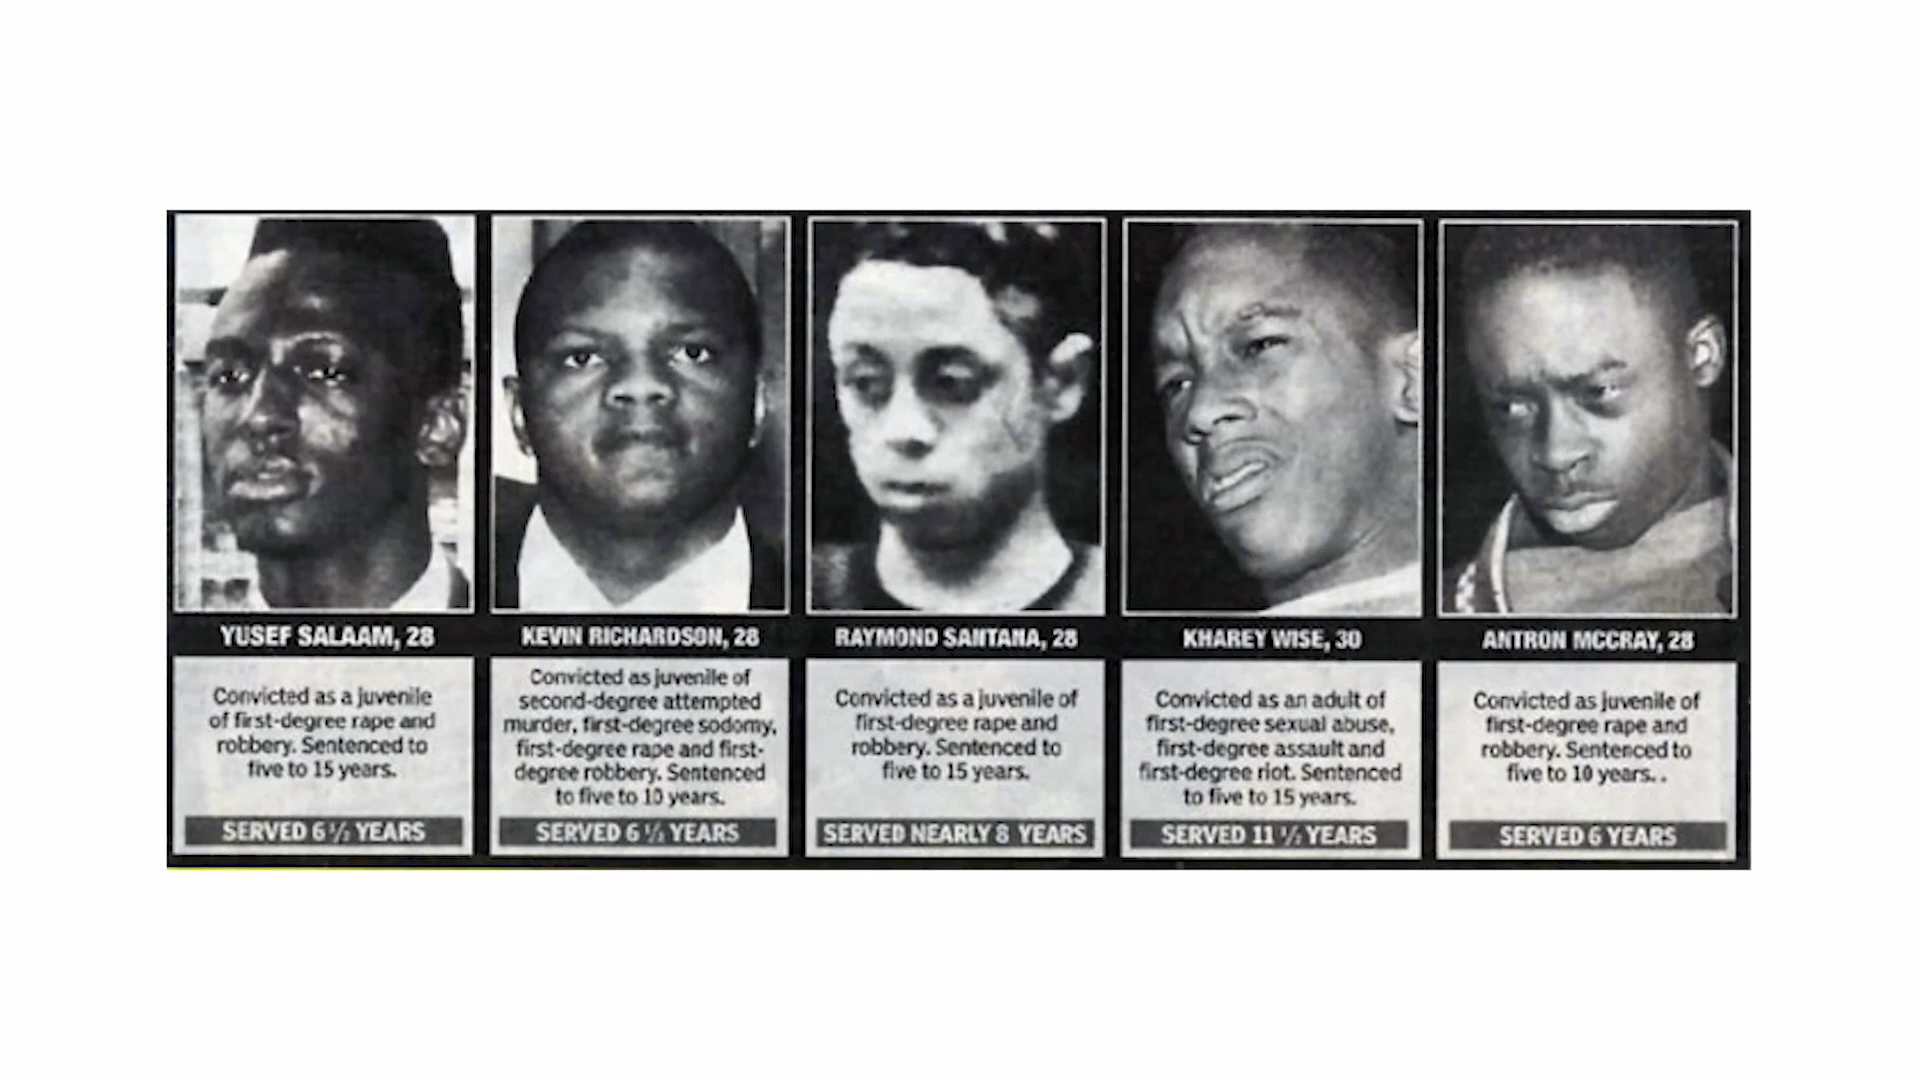 YUSEF SALAAM, 28
Convicted as a juvenile
of first-degree rape and
robbery. Sentenced to
five to 15 years.
SERVED 6 ½ YEARS
KEVIN RICHARDSON, 28
Convicted as juvenile of
second-degree attempted
murder, first-degree sodomy,
first-degree rape and first-
degree robbery. Sentenced
to five to 10 years.
SERVED 6 ½ YEARS
RAYMOND SANTANA, 28
Convicted as a juvenile of
first-degree rape and
robbery. Sentenced to
five to 15 years.
SERVED NEARLY 8 YEARS
KHAREY WISE, 30
Convicted as an adult of
first-degree sexual abuse,
first-degree assault and
first-degree riot. Sentenced
to five to 15 years.
SERVED 11 ½ YEARS
ANTRON MCCRAY, 28
Convicted as juvenile of
first-degree rape and
robbery. Sentenced to
five to 10 years. .
SERVED 6 YEARS